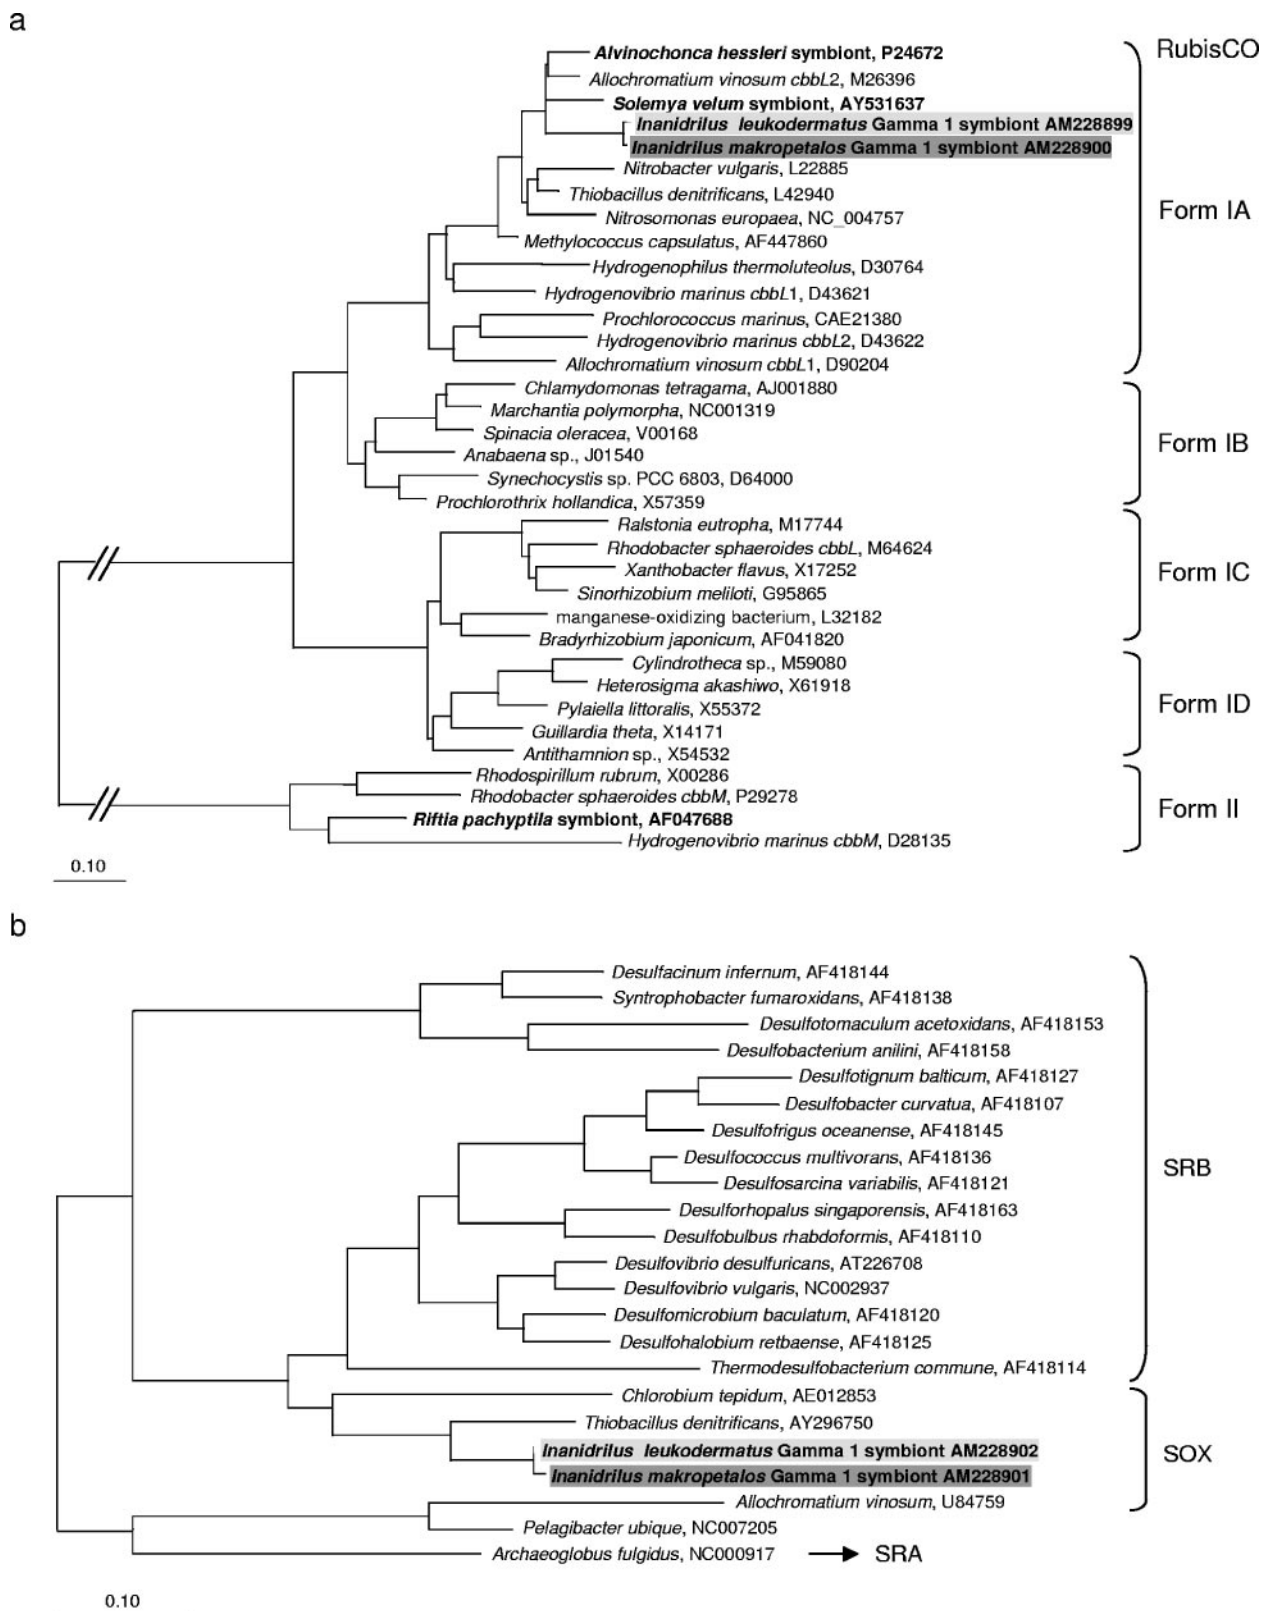 a
RubisCO
Alvinochonca hessleri symbiont, P24672
Allochromatium vinosum cbbL2, M26396
Solemya velum symbiont, AY531637
Inanidrilus leukodermatus Gamma 1 symbiont AM228899
Inanidrilus makropetalos Gamma 1 symbiont AM228900
Nitrobacter vulgaris, L22885
Thiobacillus denitrificans, L42940
Nitrosomonas europaea, NC_004757
Form IA
Methylococcus capsulatus, AF447860
Hydrogenophilus thermoluteolus, D30764
Hydrogenovibrio marinus cbbL1, D43621
Prochlorococcus marinus, CAE21380
Hydrogenovibrio marinus cbbL2, D43622
Allochromatium vinosum cbbL1, D90204
Chlamydomonas tetragama, AJ001880
Marchantia polymorpha, NC001319
Spinacia oleracea, V00168
Form IB
Anabaena sp., J01540
Synechocystis sp. PCC 6803, D64000
Prochlorothrix hollandica, X57359
Ralstonia eutropha, M17744
Rhodobacter sphaeroides cbbL, M64624
Xanthobacter flavus, X17252
Form IC
Sinorhizobium meliloti, G95865
manganese-oxidizing bacterium, L32182
Bradyrhizobium japonicum, AF041820
Cylindrotheca sp., M59080
Heterosigma akashiwo, X61918
Pylaiella littoralis, X55372
Form ID
Guillardia theta, X14171
Antithamnion sp., X54532
Rhodospirillum rubrum, X00286
Rhodobacter sphaeroides cbbM, P29278
Form II
Riftia pachyptila symbiont, AF047688
Hydrogenovibrio marinus cbbM, D28135
0.10
b
Desulfacinum infernum, AF418144
Syntrophobacter fumaroxidans, AF418138
Desulfotomaculum acetoxidans, AF418153
Desulfobacterium anilini, AF418158
Desulfotignum balticum, AF418127
Desulfobacter curvatua, AF418107
Desulfofrigus oceanense, AF418145
Desulfococus multivorans, AF418136
SRB
Desulfosarcina variabilis, AF418121
Desulforhopalus singaporensis, AF418163
Desulfobulbus rhabdoformis, AF418110
Desulfovibrio desulfuricans, AT226708
Desulfovibrio vulgaris, NC002937
Desulfomicrobium baculatum, AF418120
Desulfohalobium retbaense, AF418125
Thermodesulfobacterium commune, AF418114
Chlorobium tepidum, AE012853
Thiobacillus denitrificans, AY296750
Inanidrilus leukodermatus Gamma 1 symbiont AM228902
SOX
Inanidrilus makropetalos Gamma 1 symbiont AM228901
Allochromatium vinosum, U84759
Pelagibacter ubique, NC007205
Archaeoglobus fulgidus, NC000917
SRA
0.10